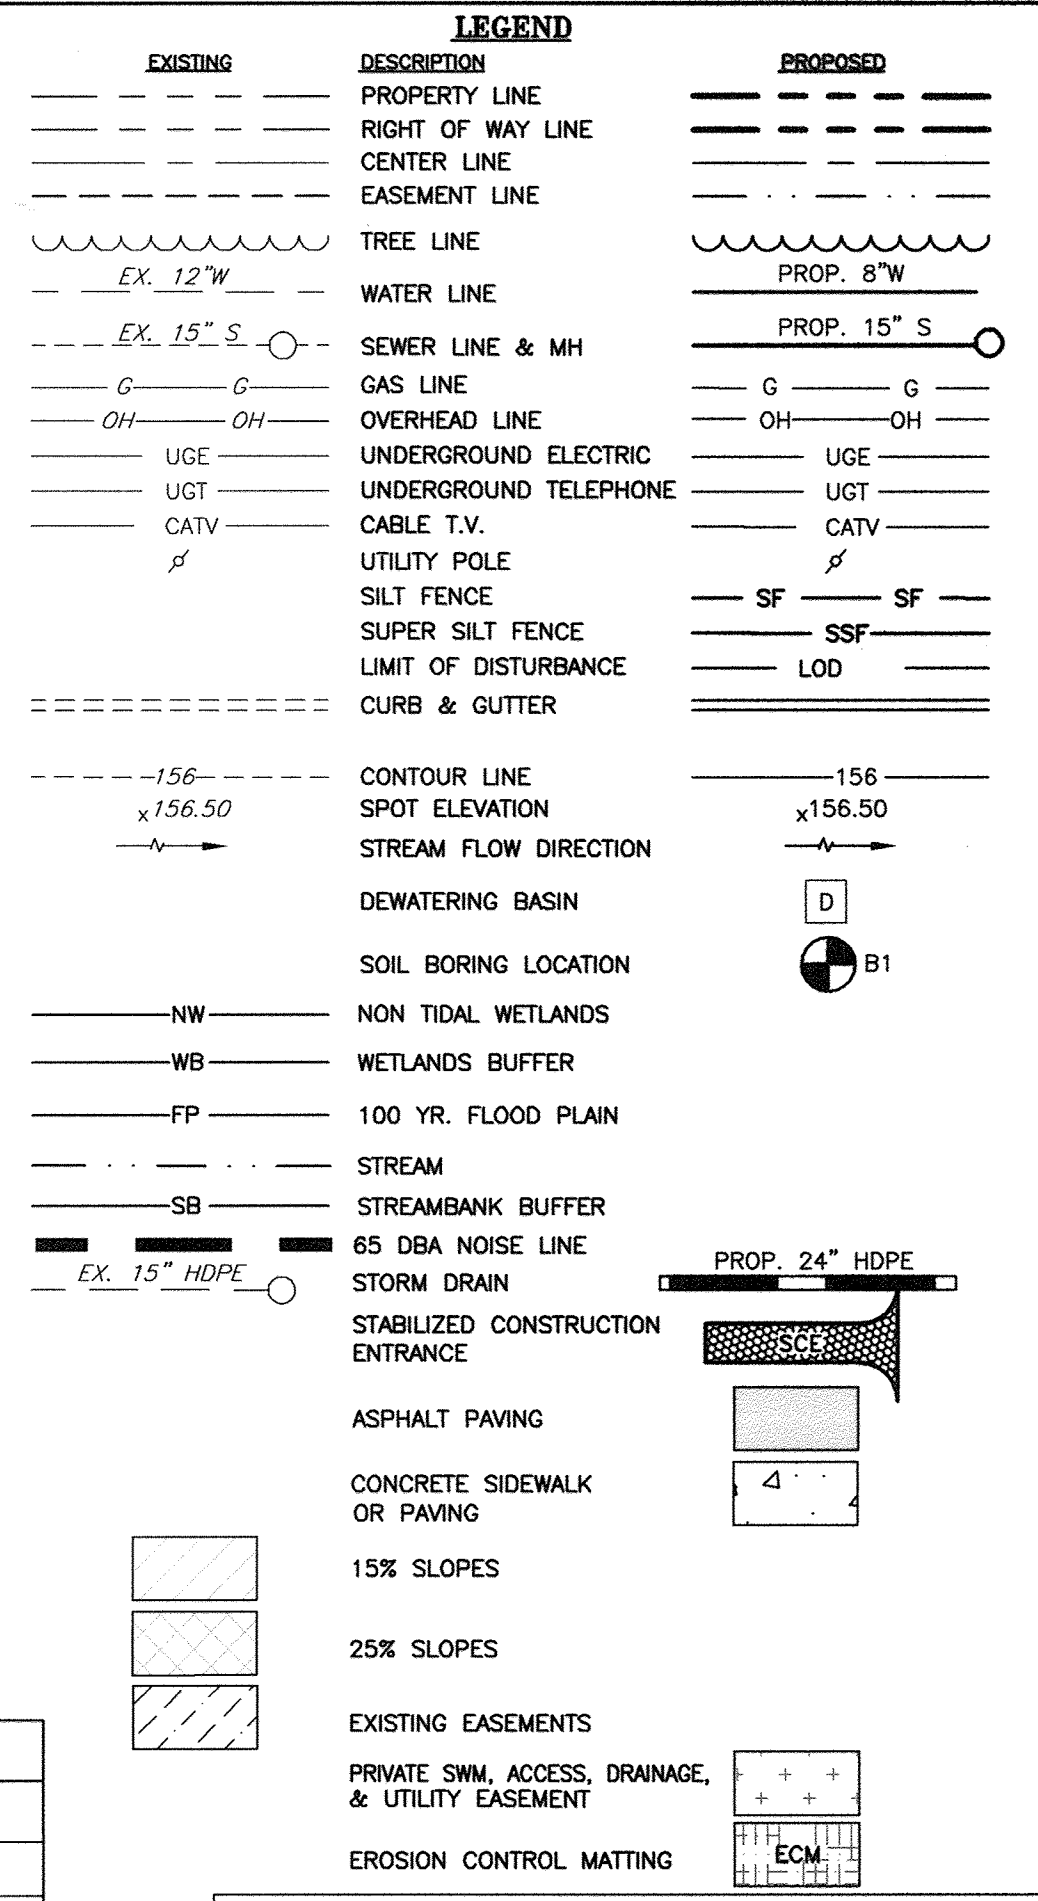 LEGEND
EXISTING DESCRIPTION PROPOSED
PROPERTY LINE
RIGHT OF WAY LINE
CENTER LINE
EASEMENT LINE
TREE LINE
EX. 12"W WATER LINE PROP. 8"W
EX. 15" S SEWER LINE & MH PROP. 15" S
G G GAS LINE G G
OH OH OVERHEAD LINE OH OH
UGE UNDERGROUND ELECTRIC UGE
UGT UNDERGROUND TELEPHONE UGT
CATV CABLE T.V. CATV
UTILITY POLE
SILT FENCE SF SF
SUPER SILT FENCE SSF
LIMIT OF DISTURBANCE LOD
CURB & GUTTER
156 CONTOUR LINE 156
x156.50 SPOT ELEVATION x156.50
STREAM FLOW DIRECTION
DEWATERING BASIN D
SOIL BORING LOCATION B1
NW NON TIDAL WETLANDS
WB WETLANDS BUFFER
FP 100 YR. FLOOD PLAIN
STREAM
SB STREAMBANK BUFFER
65 DBA NOISE LINE
EX. 15" HDPE STORM DRAIN PROP. 24" HDPE
STABILIZED CONSTRUCTION
ENTRANCE SCE
ASPHALT PAVING
CONCRETE SIDEWALK
OR PAVING
15% SLOPES
25% SLOPES
EXISTING EASEMENTS
PRIVATE SWM, ACCESS, DRAINAGE,
& UTILITY EASEMENT
EROSION CONTROL MATTING ECM